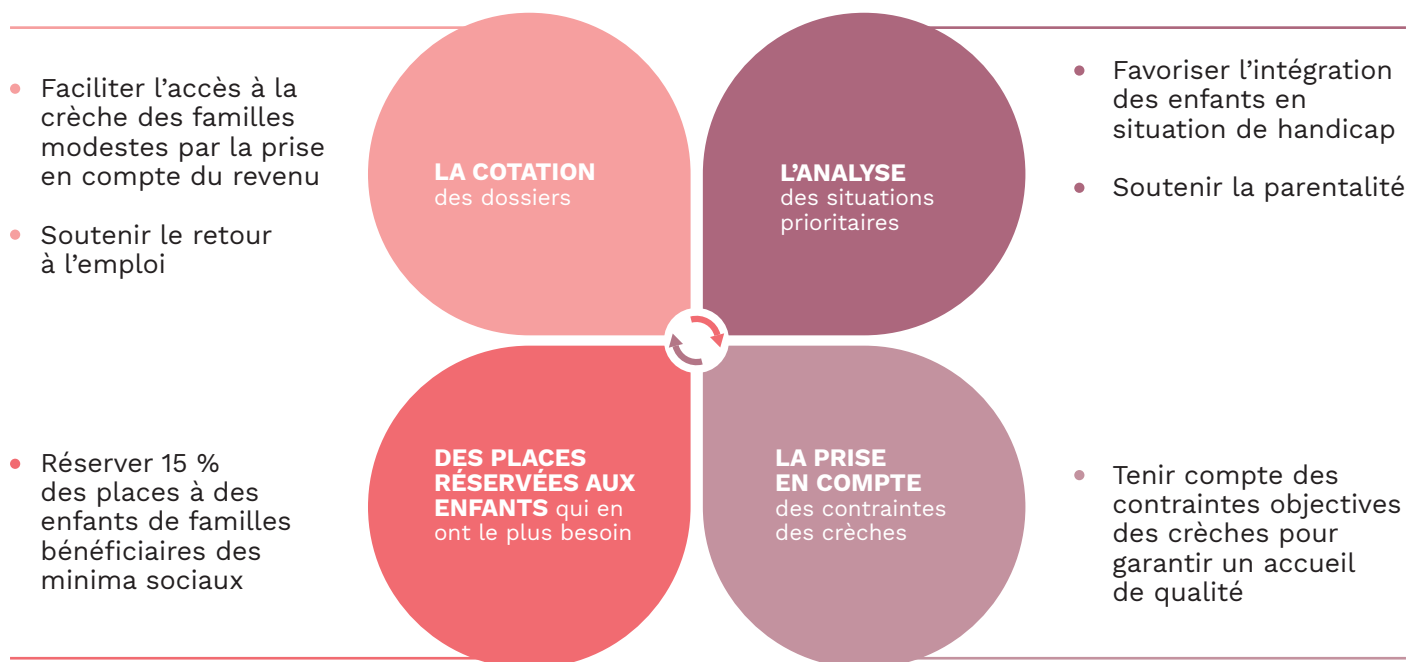 Faciliter l’accès à la
crèche des familles
modestes par la prise
en compte du revenu
Soutenir le retour
à l’emploi
LA COTATION
des dossiers
L’ANALYSE
des situations
prioritaires
Favoriser l’intégration
des enfants en
situation de handicap
Soutenir la parentalité
Réserver 15 %
des places à des
enfants de familles
bénéficiaires des
minima sociaux
DES PLACES
RÉSERVÉES AUX
ENFANTS qui en
ont le plus besoin
LA PRISE
EN COMPTE
des contraintes
des crèches
Tenir compte des
contraintes objectives
des crèches pour
garantir un accueil
de qualité